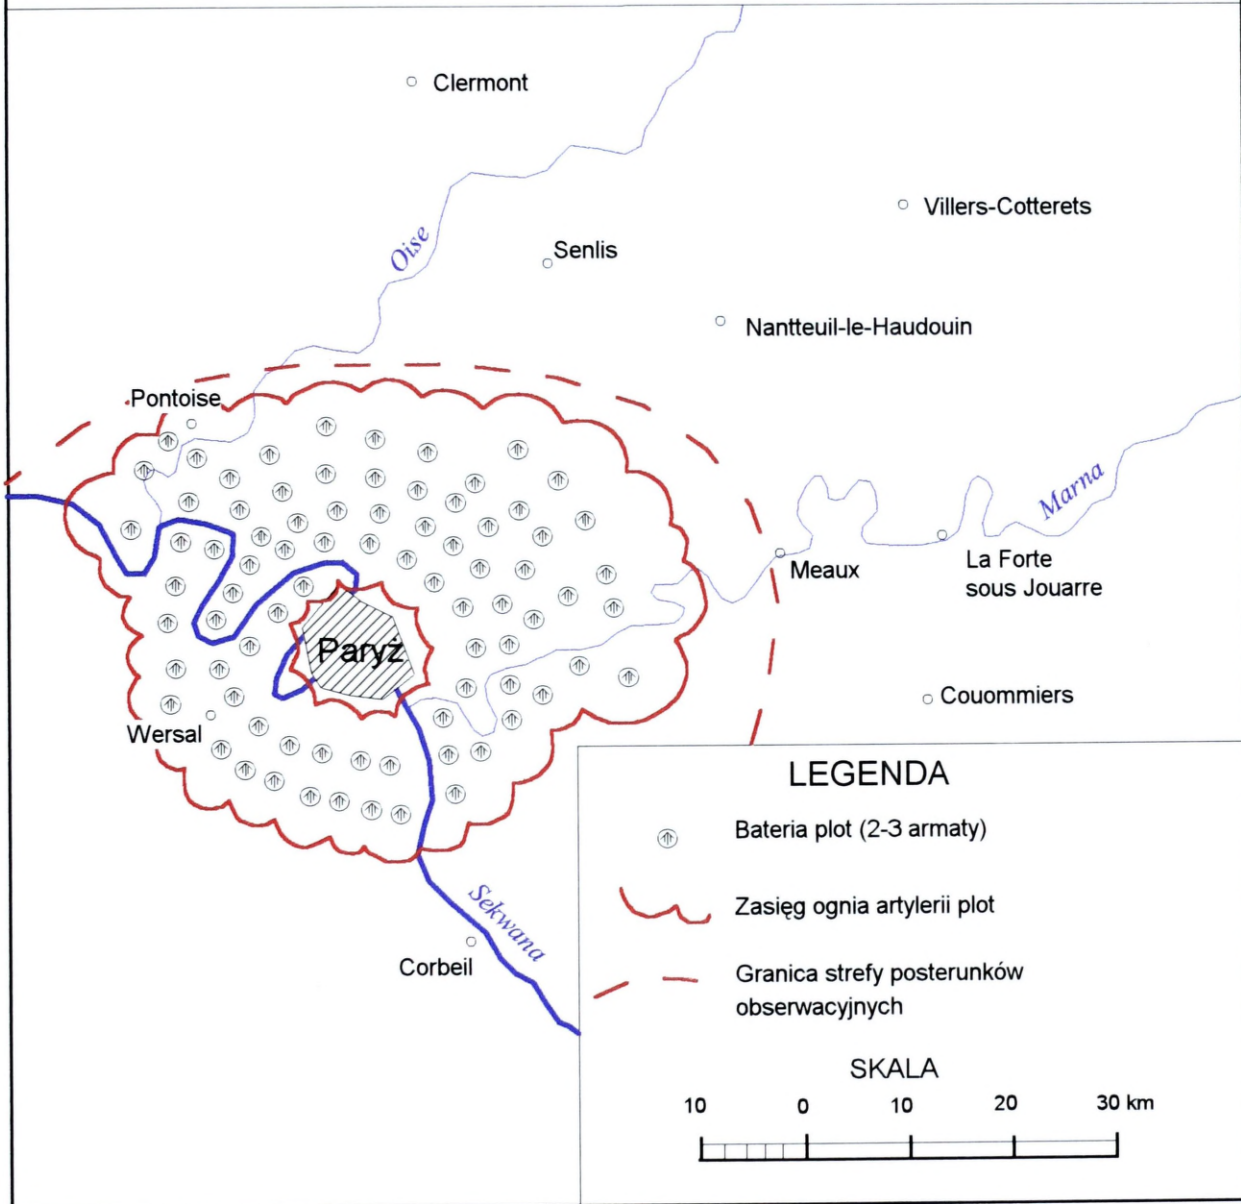 Clermont
Villers-Cotterets
Oise
Senlis
Nantteuil-le-Haudouin
Pontoise
Marna
Meaux
La Forte
sous Jouarre
Paryż
Couommiers
Wersal
Sekwana
Corbeil
LEGENDA
Bateria plot (2-3 armaty)
Zasięg ognia artylerii plot
Granica strefy posterunków
obserwacyjnych
SKALA
10 0 10 20 30 km